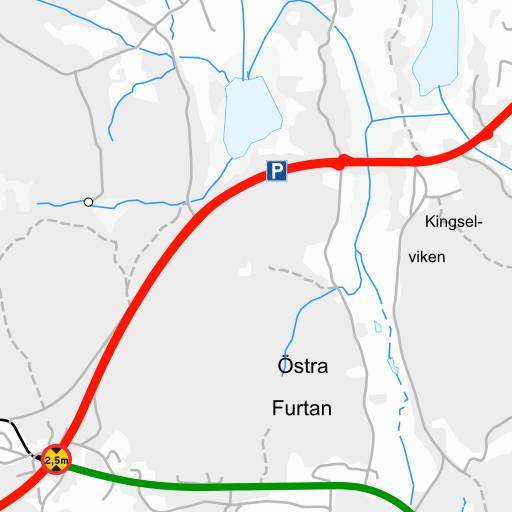 P
Kingsel-
viken
Östra
Furtan
2,5m